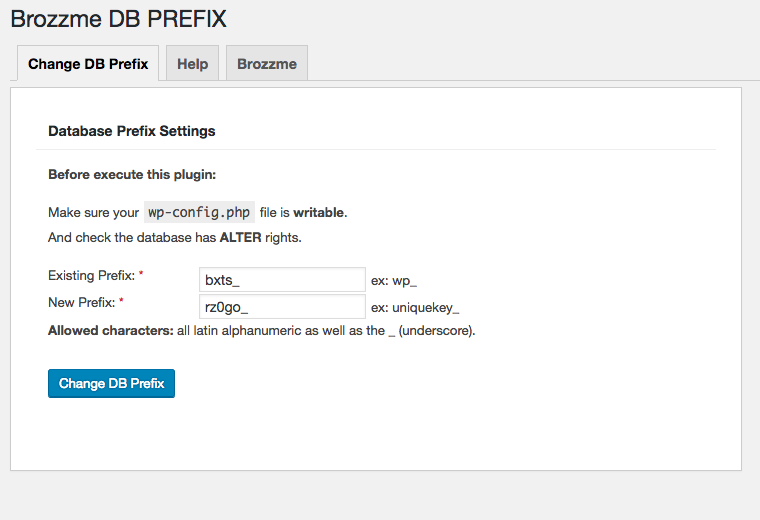 Brozzme DB PREFIX
Change DB Prefix Help Brozzme
Database Prefix Settings
Before execute this plugin:
Make sure your wp-config.php file is writable.
And check the database has ALTER rights.
Existing Prefix: * bxts_ ex: wp_
New Prefix: * rz0go_ ex: uniquekey_
Allowed characters: all latin alphanumeric as well as the _ (underscore).
Change DB Prefix